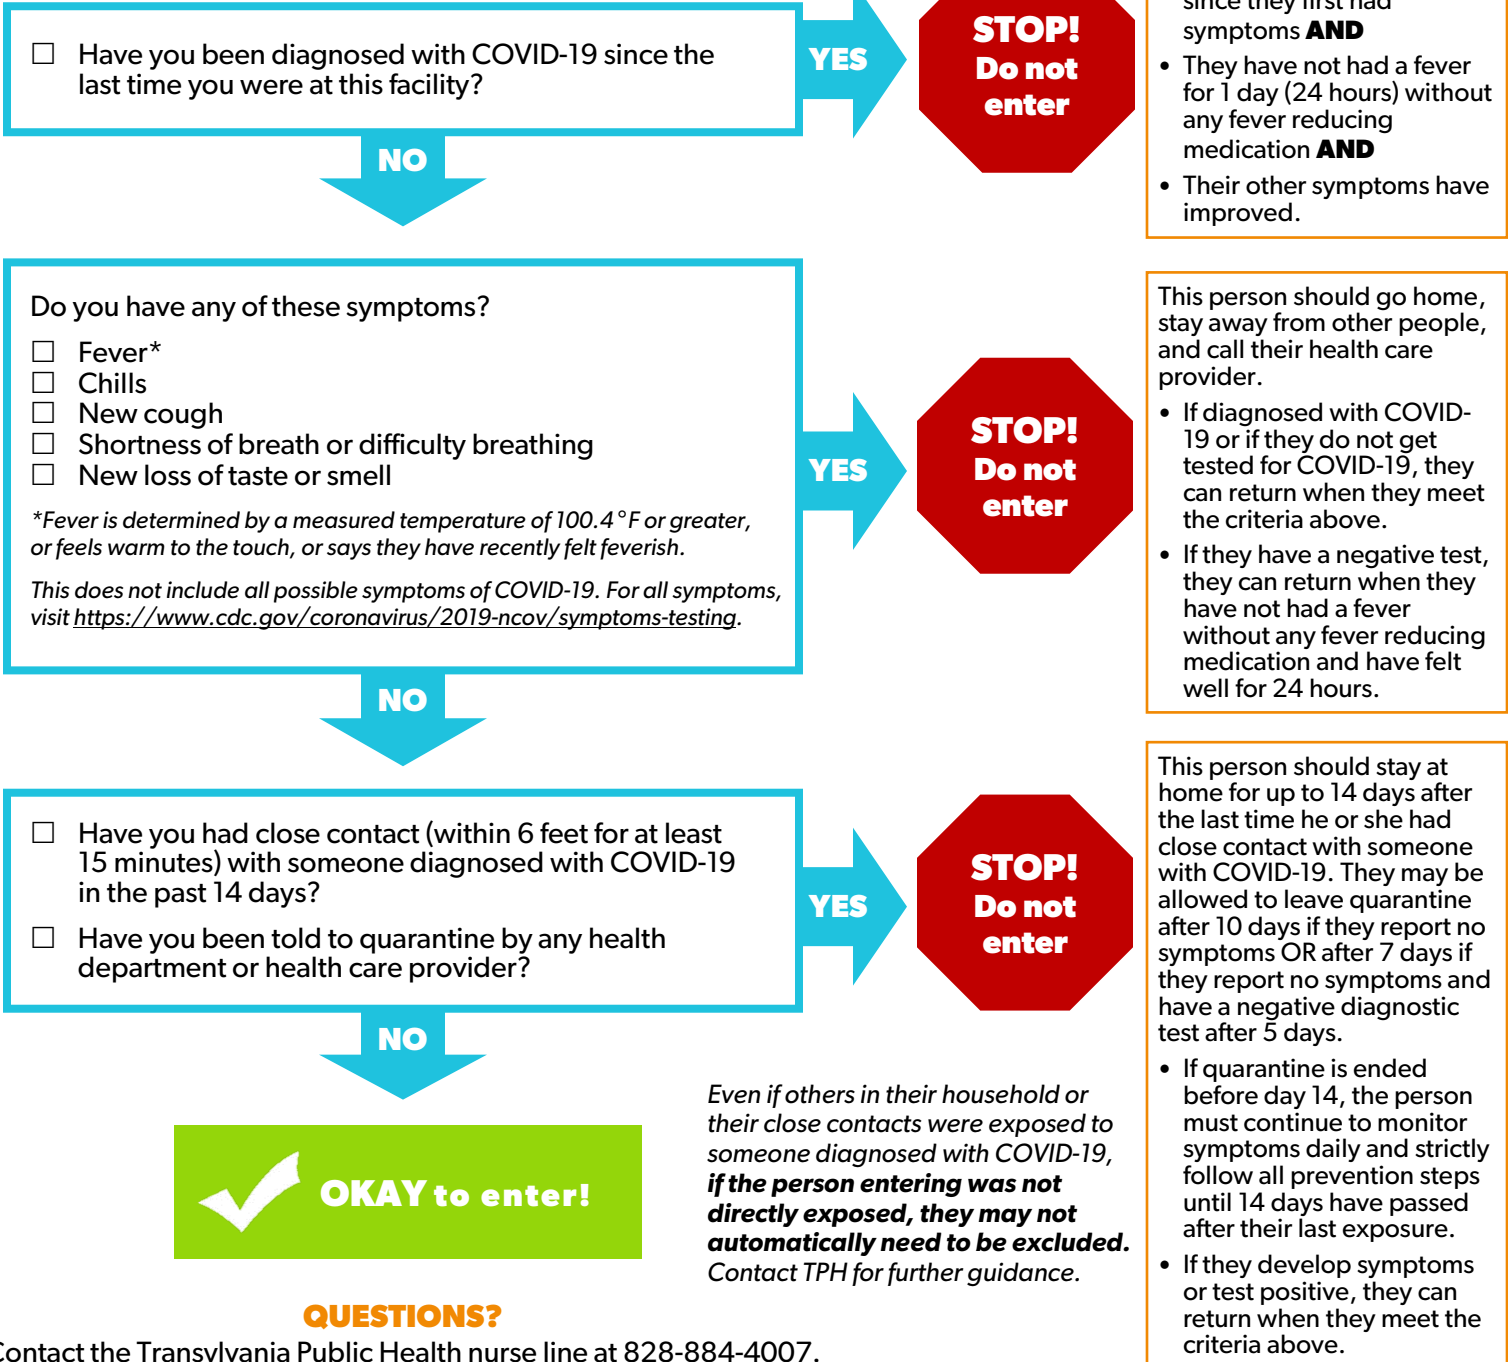 since they first had
symptoms AND
• They have not had a fever
for 1 day (24 hours) without
any fever reducing
medication AND
• Their other symptoms have
improved.
☐ Have you been diagnosed with COVID-19 since the
last time you were at this facility?
YES
STOP!
Do not
enter
NO
Do you have any of these symptoms?
☐ Fever*
☐ Chills
☐ New cough
☐ Shortness of breath or difficulty breathing
☐ New loss of taste or smell
*Fever is determined by a measured temperature of 100.4°F or greater,
or feels warm to the touch, or says they have recently felt feverish.
This does not include all possible symptoms of COVID-19. For all symptoms,
visit https://www.cdc.gov/coronavirus/2019-ncov/symptoms-testing.
YES
STOP!
Do not
enter
This person should go home,
stay away from other people,
and call their health care
provider.
• If diagnosed with COVID-
19 or if they do not get
tested for COVID-19, they
can return when they meet
the criteria above.
• If they have a negative test,
they can return when they
have not had a fever
without any fever reducing
medication and have felt
well for 24 hours.
NO
☐ Have you had close contact (within 6 feet for at least
15 minutes) with someone diagnosed with COVID-19
in the past 14 days?
☐ Have you been told to quarantine by any health
department or health care provider?
YES
STOP!
Do not
enter
This person should stay at
home for up to 14 days after
the last time he or she had
close contact with someone
with COVID-19. They may be
allowed to leave quarantine
after 10 days if they report no
symptoms OR after 7 days if
they report no symptoms and
have a negative diagnostic
test after 5 days.
• If quarantine is ended
before day 14, the person
must continue to monitor
symptoms daily and strictly
follow all prevention steps
until 14 days have passed
after their last exposure.
• If they develop symptoms
or test positive, they can
return when they meet the
criteria above.
NO
OKAY to enter!
Even if others in their household or
their close contacts were exposed to
someone diagnosed with COVID-19,
if the person entering was not
directly exposed, they may not
automatically need to be excluded.
Contact TPH for further guidance.
QUESTIONS?
Contact the Transylvania Public Health nurse line at 828-884-4007.